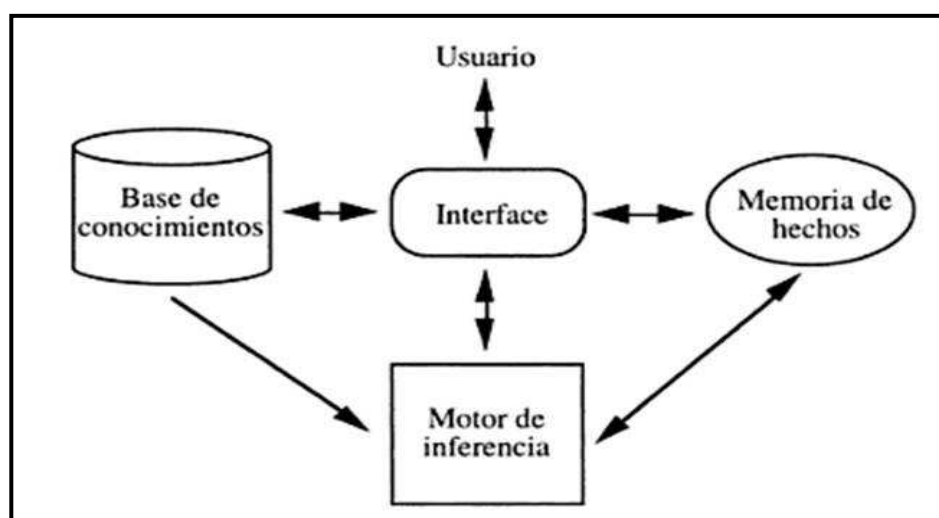 Usuario
Base de
conocimientos
Interface
Memoria de
hechos
Motor de
inferencia